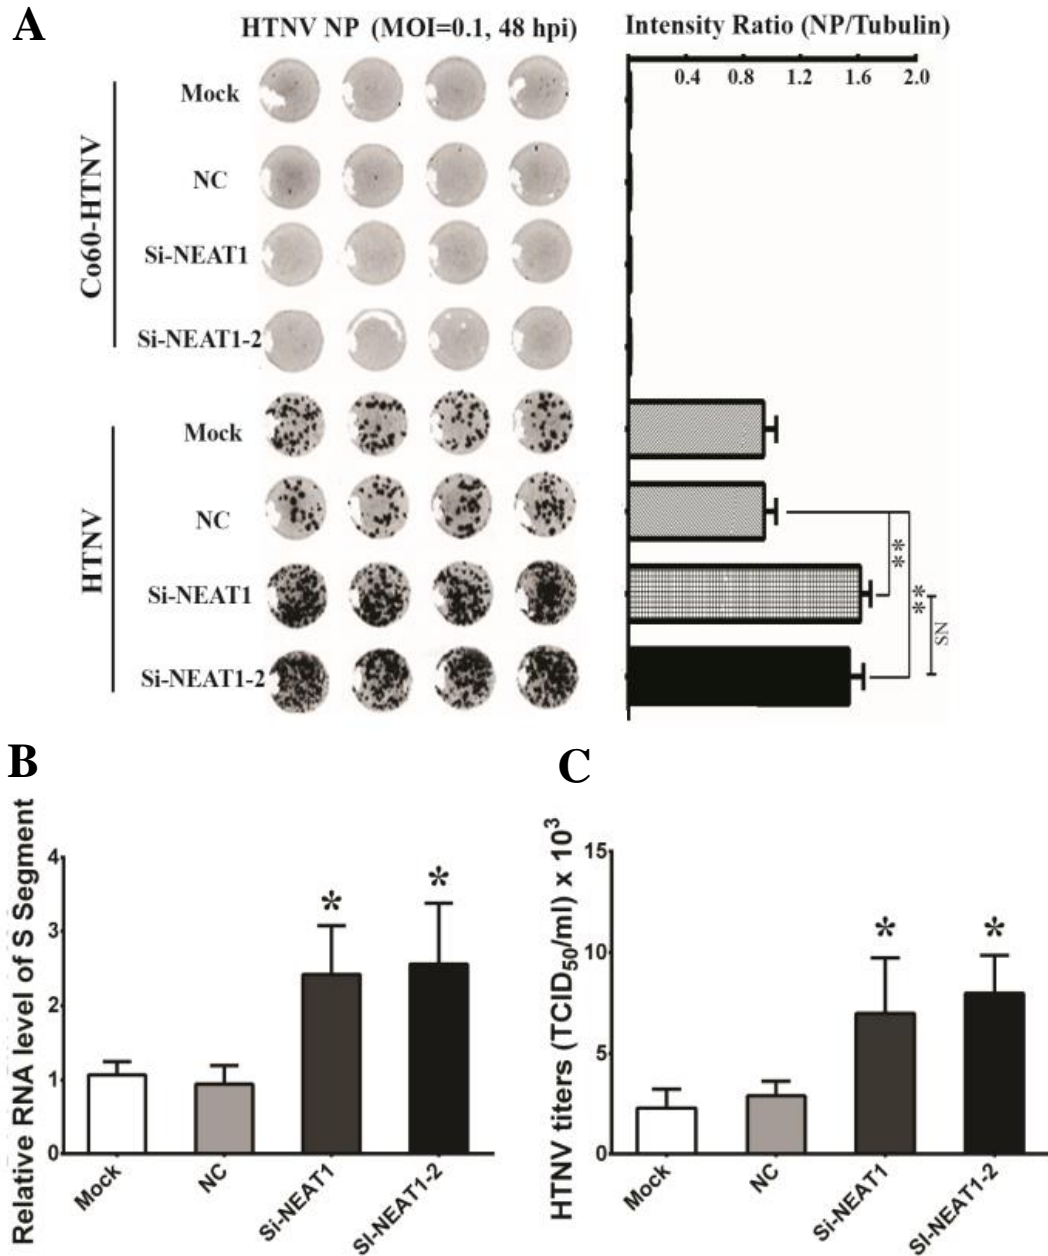 A
HTNV NP (MOI=0.1, 48 hpi)
Intensity Ratio (NP/Tubulin)
0.4 0.8 1.2 1.6 2.0
Co60-HTNV
Mock
NC
Si-NEAT1
Si-NEAT1-2
HTNV
Mock
NC
Si-NEAT1
Si-NEAT1-2
**
**
NS
B
Relative RNA level of S Segment
4
3
2
1
0
*
*
Mock
NC
Si-NEAT1
SI-NEAT1-2
C
HTNV titers (TCID50/ml) x 10³
15
10
5
0
*
*
Mock
NC
Si-NEAT1
SI-NEAT1-2